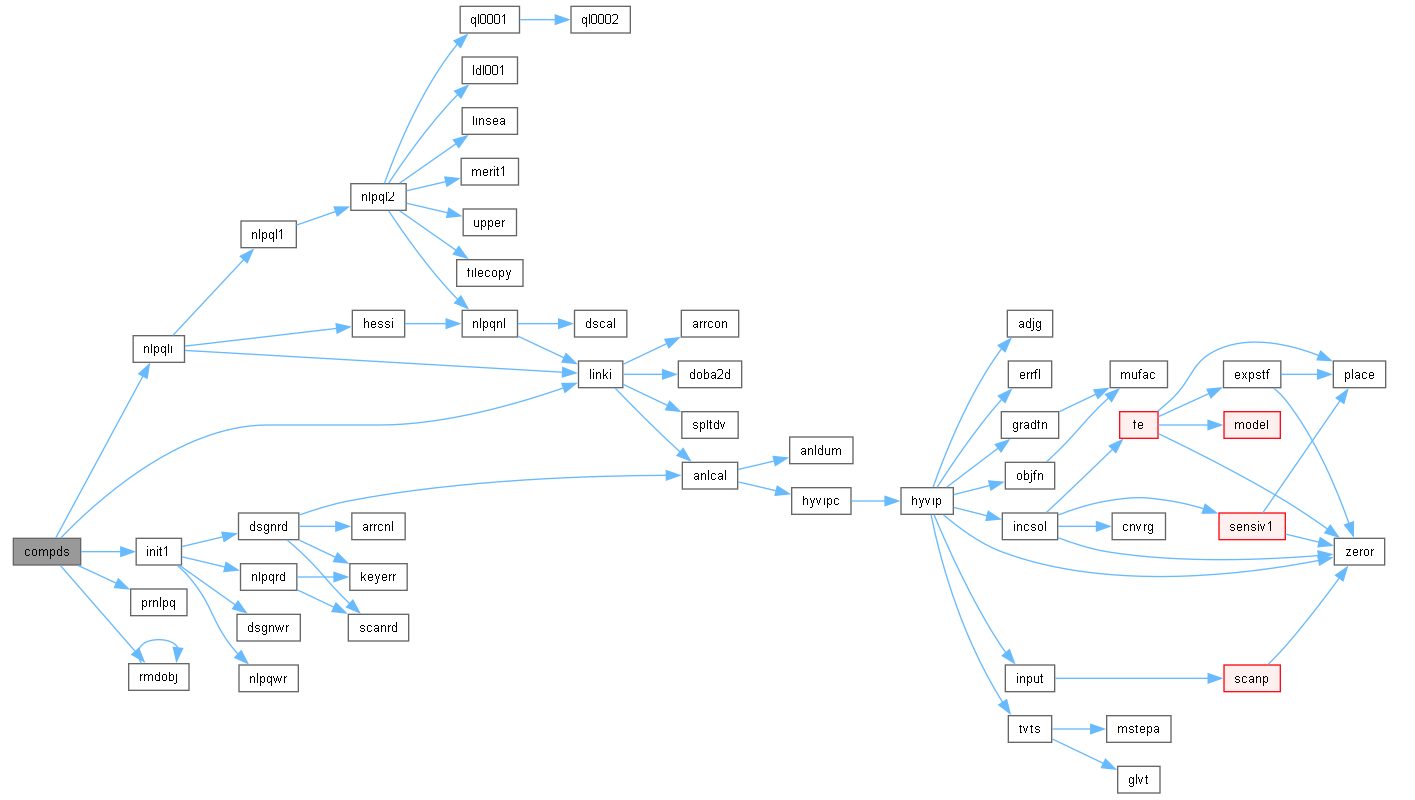 ql0001
ql0002
ldl001
linsea
merit1
nlpql2
upper
nlpql1
filecopy
hessi
nlpqnl
dscal
arrcon
adjg
nlpqli
linki
doba2d
errfl
mufac
expstf
place
spltdv
gradfn
fe
model
anldum
anlcal
objfn
hyvipc
hyvip
dsgnrd
arrcnl
incsol
cnvrg
sensiv1
compds
init1
zeror
nlpqrd
keyerr
prnlpq
dsgnwr
scanrd
rmdobj
nlpqwr
input
scanp
tvts
mstepa
glvt